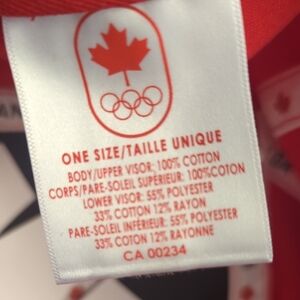 ONE SIZE/TAILLE UNIQUE
BODY/UPPER VISOR: 100% COTTON
CORPS/PARE-SOLEIL SUPERIEUR: 100%COTON
LOWER VISOR: 55% POLYESTER
33% COTTON 12% RAYON
PARE-SOLEIL INFÉRIEUR: 55% POLYESTER
33% COTON 12% RAYONNE
CA 00234